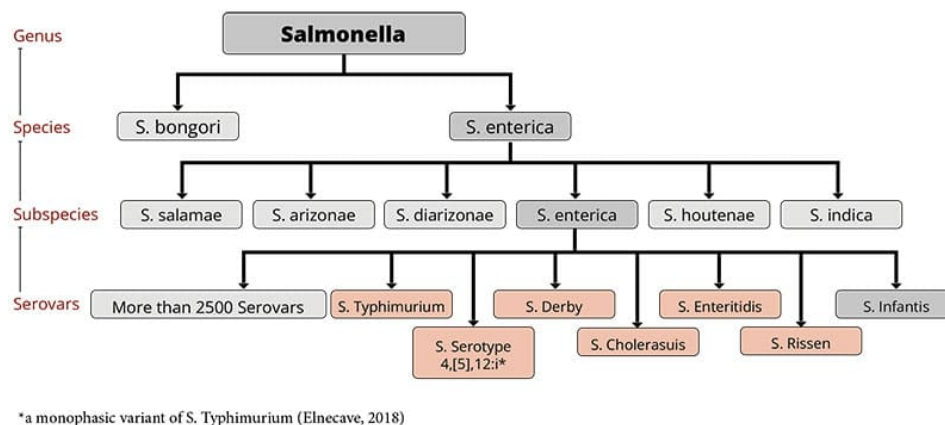 Genus
Salmonella
Species
S. bongori
S. enterica
Subspecies
S. salamae
S. arizonae
S. diarizonae
S. enterica
S. houtenae
S. indica
Serovars
More than 2500 Serovars
S. Typhimurium
S. Serotype
4,[5],12:i*
S. Derby
S. Cholerasuis
S. Enteritidis
S. Rissen
S. Infantis
*a monophasic variant of S. Typhimurium (Elnecave, 2018)